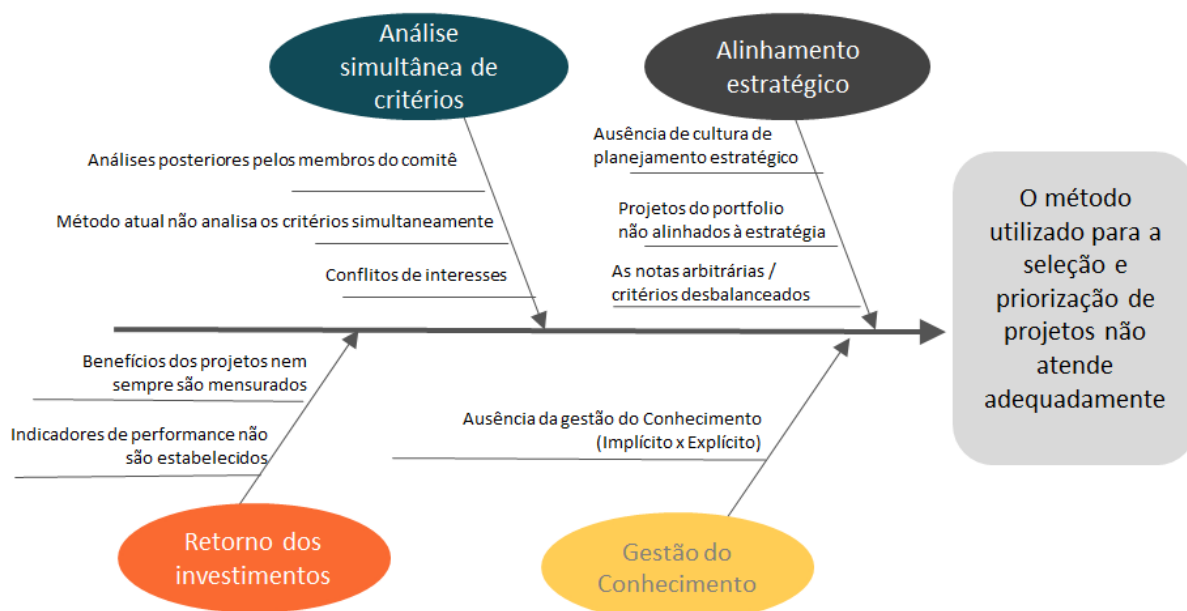 Análise
simultânea de
critérios
Alinhamento
estratégico
Análises posteriores pelos membros do comitê
Método atual não analisa os critérios simultaneamente
Conflitos de interesses
Ausência de cultura de
planejamento estratégico
Projetos do portfolio
não alinhados à estratégia
As notas arbitrárias /
critérios desbalanceados
O método
utilizado para a
seleção e
priorização de
projetos não
atende
adequadamente
Benefícios dos projetos nem
sempre são mensurados
Indicadores de performance não
são estabelecidos
Ausência da gestão do Conhecimento
(Implícito x Explícito)
Retorno dos
investimentos
Gestão do
Conhecimento